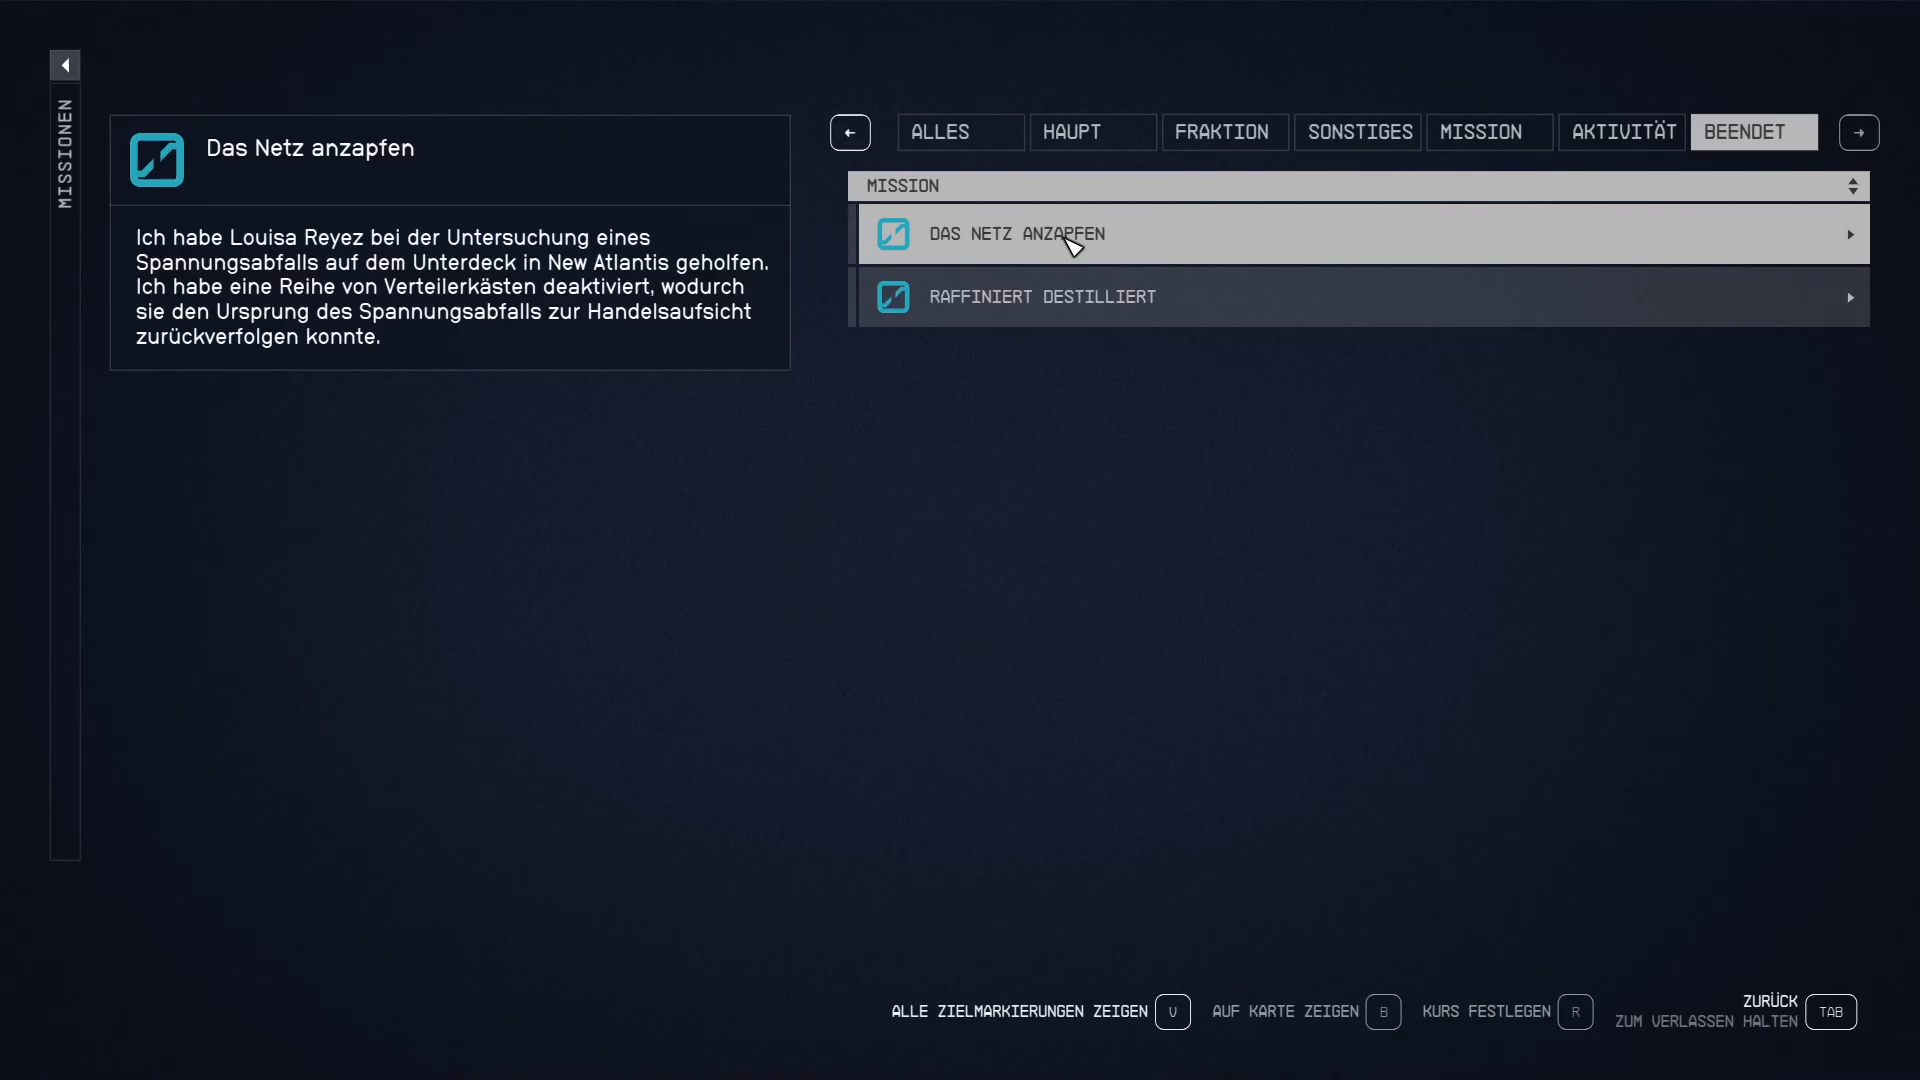 MISSIONEN
Das Netz anzapfen
Ich habe Louisa Reyez bei der Untersuchung eines
Spannungsabfalls auf dem Unterdeck in New Atlantis geholfen.
Ich habe eine Reihe von Verteilerkästen deaktiviert, wodurch
sie den Ursprung des Spannungsabfalls zur Handelsaufsicht
zurückverfolgen konnte.
ALLES HAUPT FRAKTION SONSTIGES MISSION AKTIVITÄT BEENDET
MISSION
DAS NETZ ANZAPFEN
RAFFINIERT DESTILLIERT
ALLE ZIELMARKIERUNGEN ZEIGEN V AUF KARTE ZEIGEN B KURS FESTLEGEN R ZURÜCK TAB
ZUM VERLASSEN HALTEN